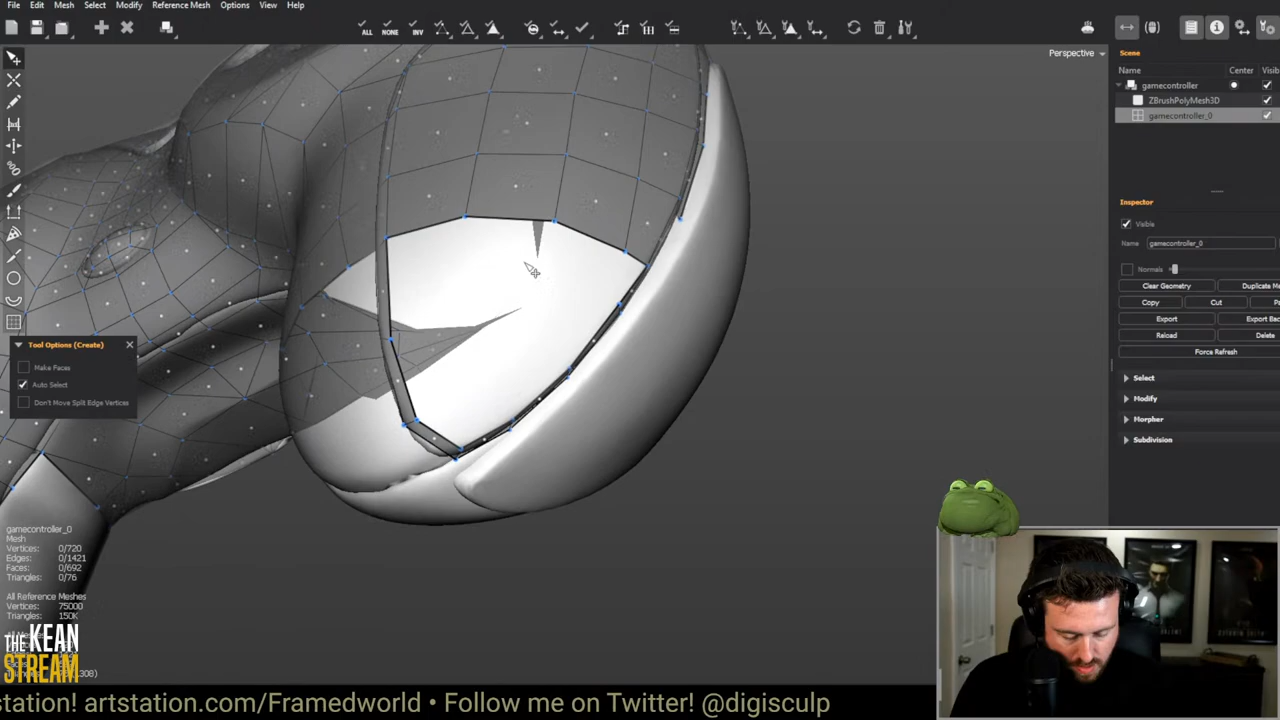 File Edit Mesh Select Modify Reference Mesh Options View Help
ALL NONE INV
Perspective
Scene
Name Center Visib
gamecontroller
ZBrushPolyMesh3D
gamecontroller_0
Inspector
Visible
Name gamecontroller_0
Normals
Clear Geometry Duplicate Me
Copy Cut Pa
Export Export Bac
Reload Delete
Force Refresh
Select
Modify
Morpher
Subdivision
Tool Options (Create)
Make Faces
Auto Select
Don't Move Split Edge Vertices
gamecontroller_0
Mesh
Vertices: 0/720
Edges: 0/1421
Faces: 0/692
Triangles: 0/76
All Reference Meshes
Vertices: 75000
Triangles: 150K
THE KEAN
STREAM
.308)
station! artstation.com/Framedworld • Follow me on Twitter! @digisculp